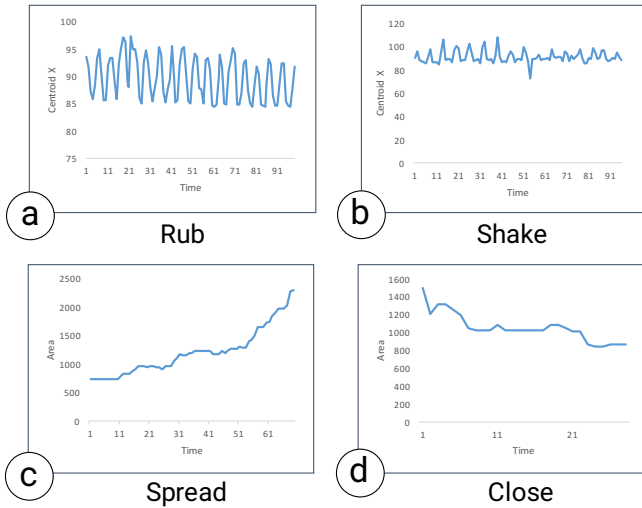 100
95
90
85
80
75
Centroid X
1 11 21 31 41 51 61 71 81 91
Time
a
Rub
120
100
80
60
40
20
0
Centroid X
1 11 21 31 41 51 61 71 81 91
Time
b
Shake
2500
2000
1500
1000
500
0
Area
1 11 21 31 41 51 61
Time
c
Spread
1600
1400
1200
1000
800
600
400
200
0
Area
1 11 21
Time
d
Close